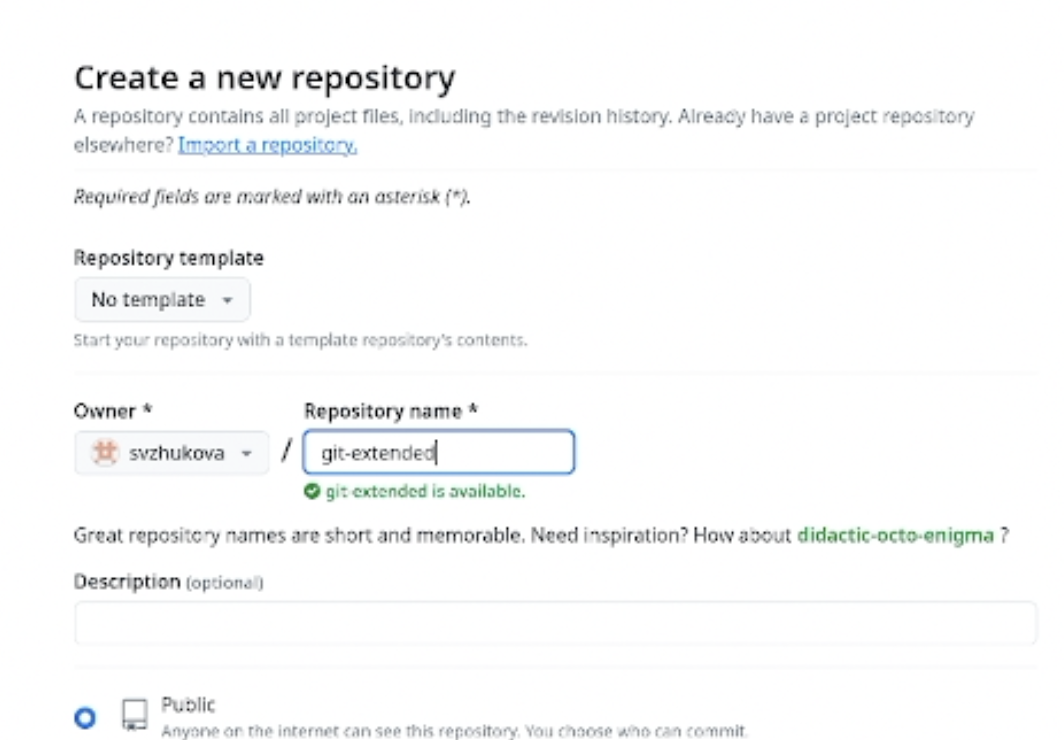 Create a new repository
A repository contains all project files, including the revision history. Already have a project repository
elsewhere? Import a repository.
Required fields are marked with an asterisk (*).
Repository template
No template
Start your repository with a template repository's contents.
Owner * Repository name *
svzhukova / git-extended
git-extended is available.
Great repository names are short and memorable. Need inspiration? How about didactic-octo-enigma ?
Description (optional)
Public
Anyone on the internet can see this repository. You choose who can commit.